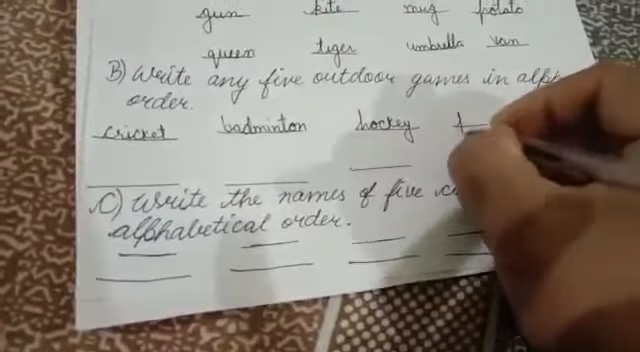 gun kite mug potato
queen tiger umbrella van
B) Write any five outdoor games in
order.
cricket badminton hockey
C) Write the names of five
alphabetical order.